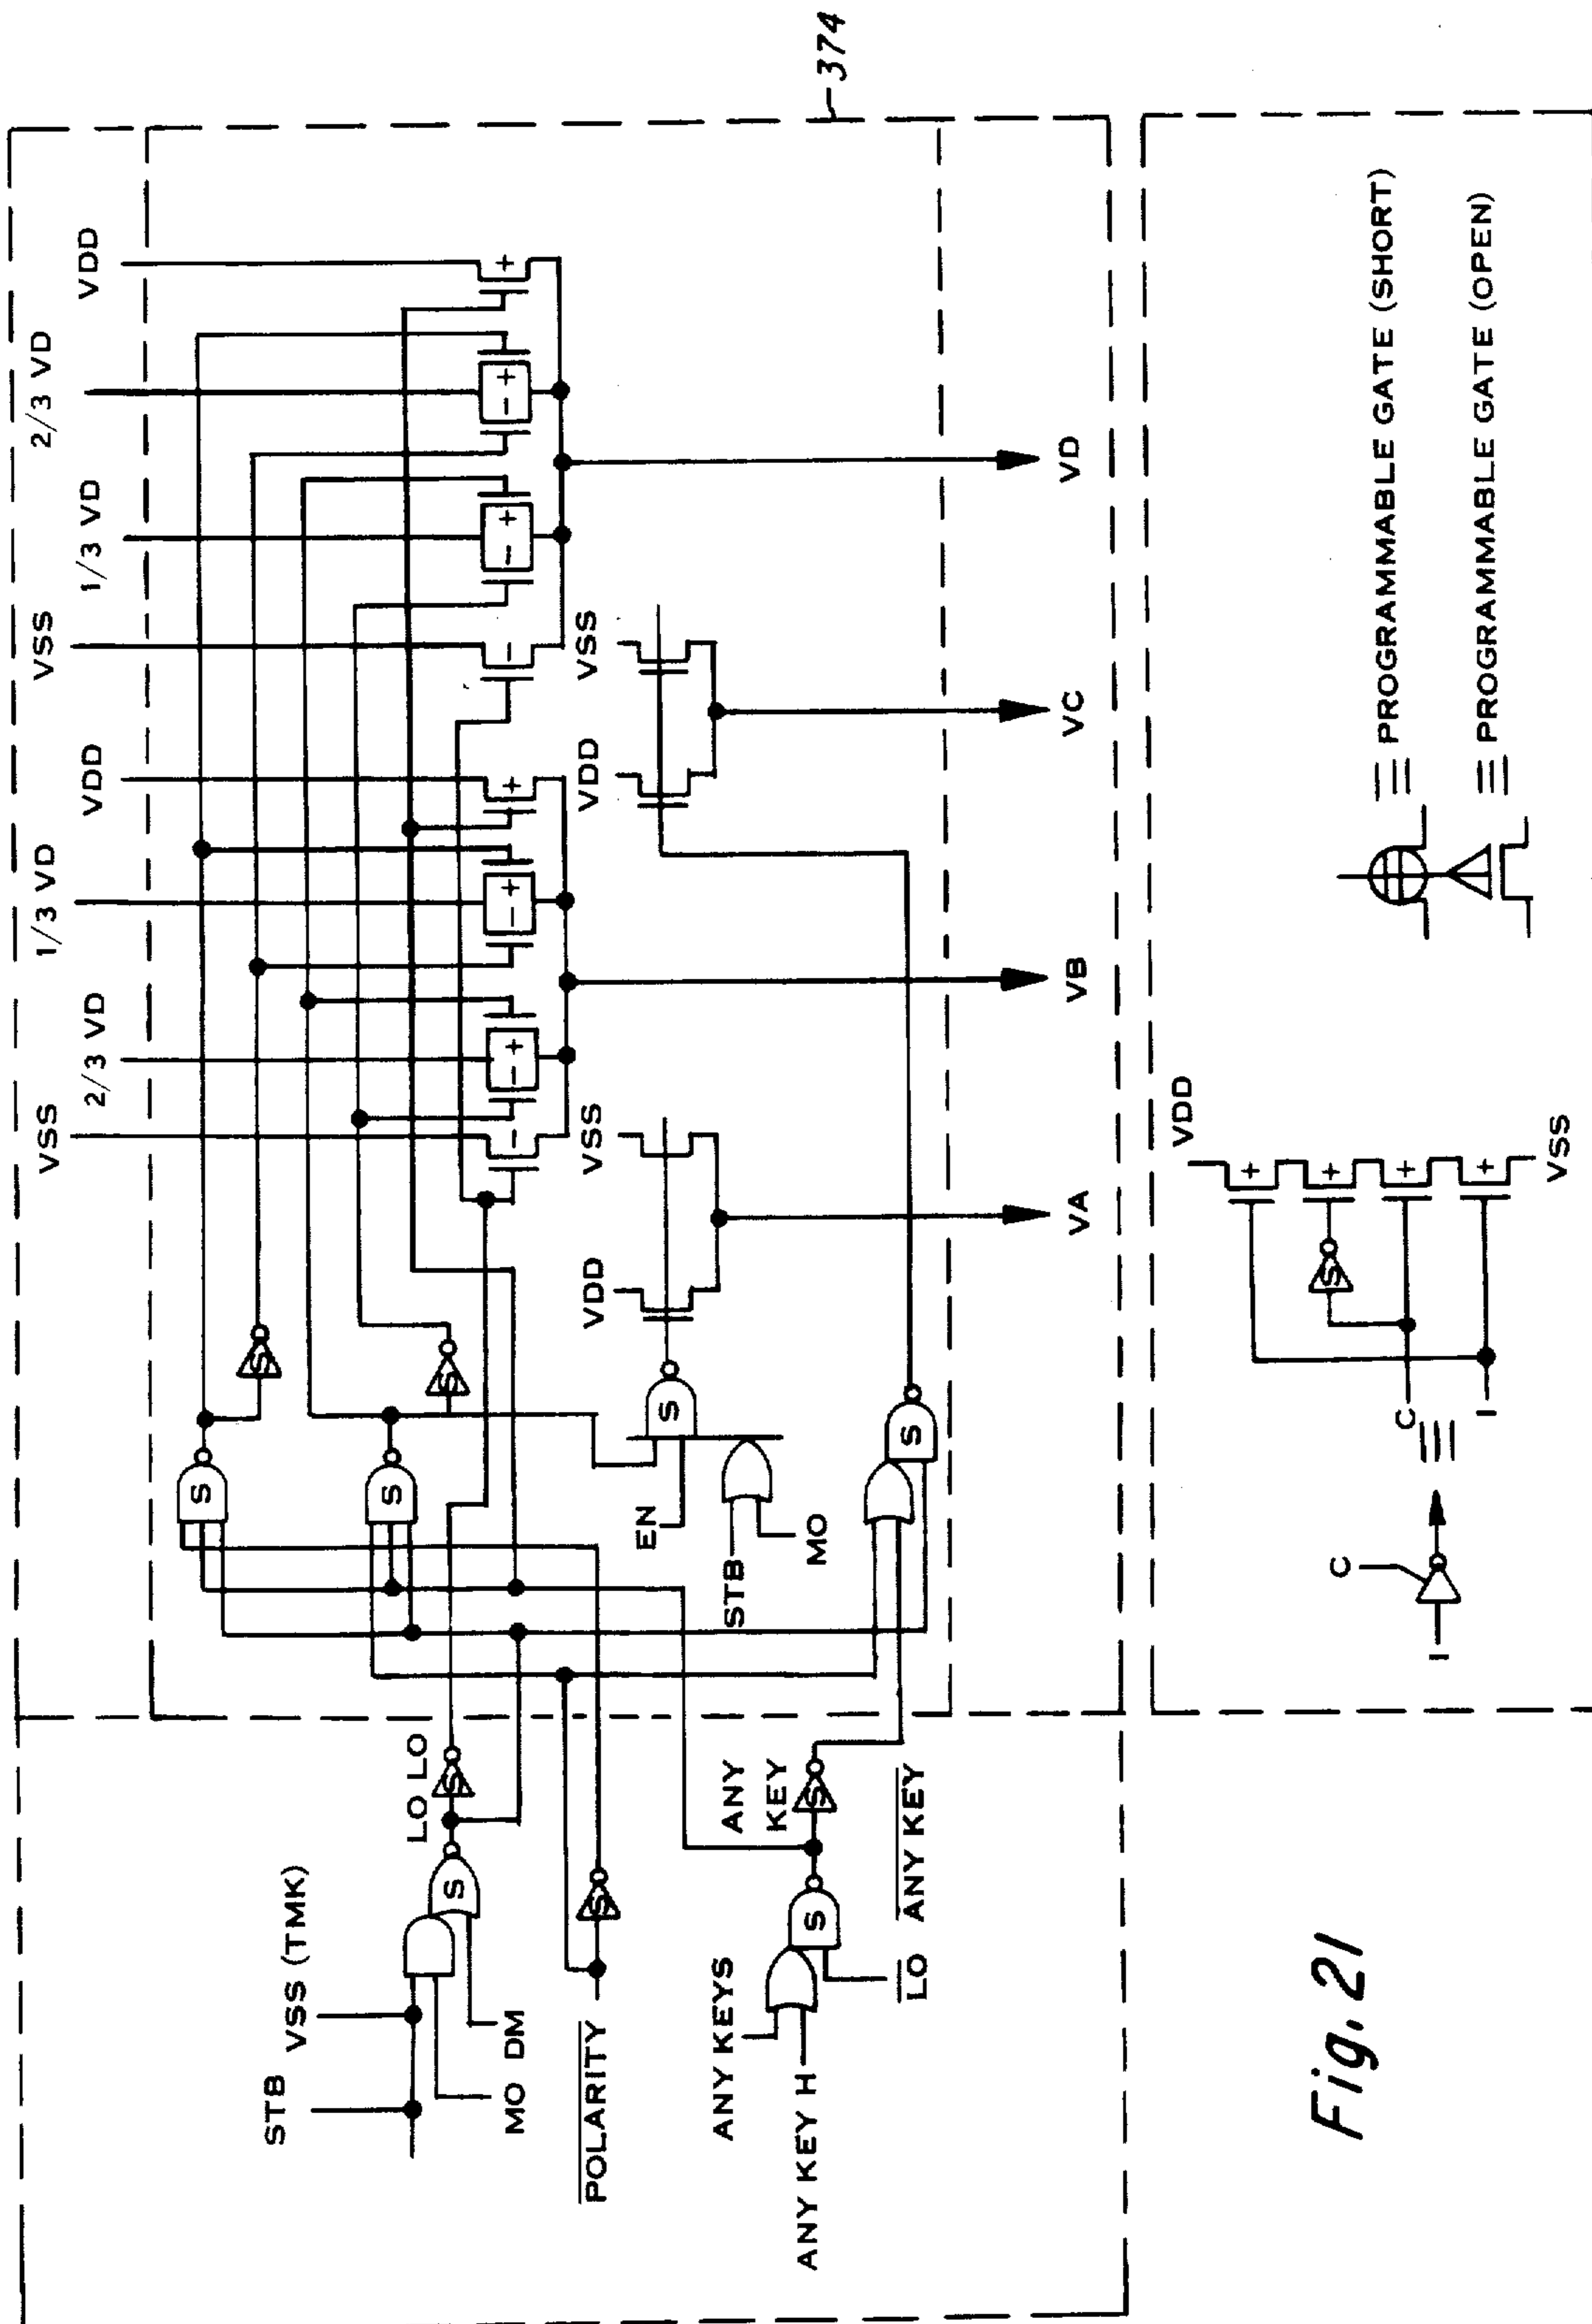 VSS
2/3 VD
1/3 VD
VDD
VSS
1/3 VD
2/3 VD
VDD
374
STB
VSS (TMK)
LO LO
MO DM
POLARITY
ANY KEYS
ANY KEY H
LO
ANY
KEY
ANY KEY
EN
STB
MO
S
S
S
S
S
S
S
S
S
S
S
- +
- +
- +
- +
-
+
-
+
VDD
VSS
VDD
VSS
VA
VB
VC
VD
I
C
C
I
S
VDD
+
+
+
+
VSS
PROGRAMMABLE GATE (SHORT)
PROGRAMMABLE GATE (OPEN)
Fig. 21